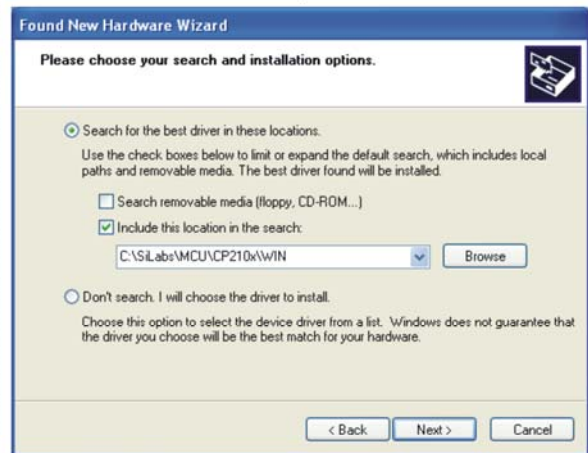 Found New Hardware Wizard
Please choose your search and installation options.
Search for the best driver in these locations.
Use the check boxes below to limit or expand the default search, which includes local
paths and removable media. The best driver found will be installed.
Search removable media (floppy, CD-ROM...)
Include this location in the search:
C:\SiLabs\MCU\CP210x\WIN
Browse
Don't search. I will choose the driver to install.
Choose this option to select the device driver from a list. Windows does not guarantee that
the driver you choose will be the best match for your hardware.
< Back
Next >
Cancel